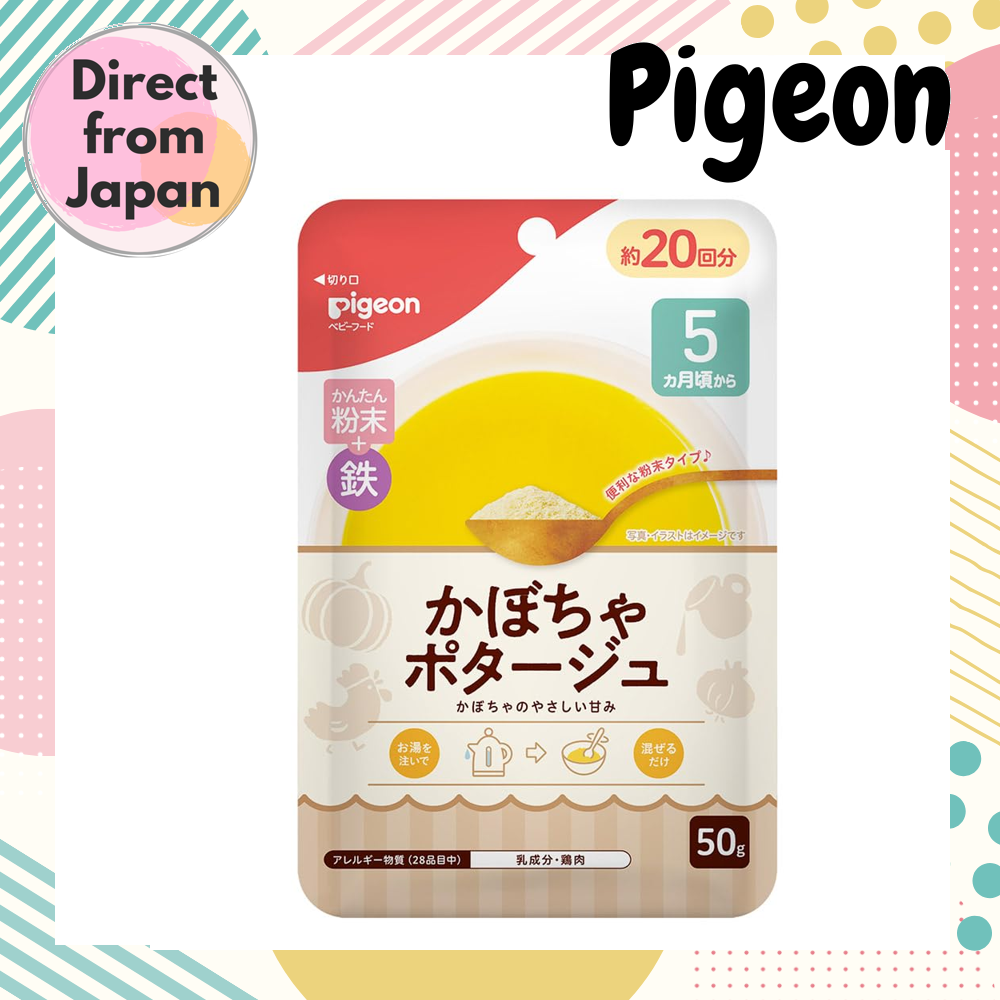 Direct
from
Japan
Pigeon
約20回分
◀切り口
Pigeon
ベビーフード
5
カ月頃から
かんたん
粉末
+
鉄
便利な粉末タイプ♪
写真・イラストはイメージです
かぼちゃ
ポタージュ
かぼちゃのやさしい甘み
お湯を
注いで
混ぜる
だけ
50g
アレルギー物質(28品目中) 乳成分・鶏肉